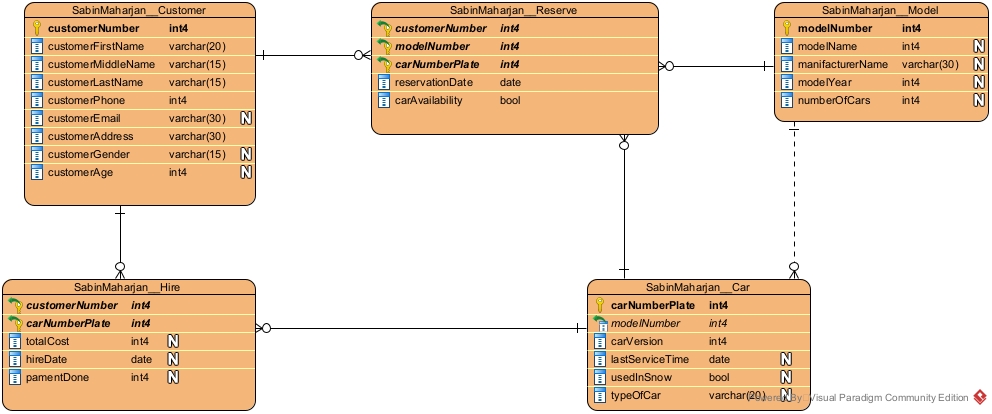 SabinMaharjan__Customer
customerNumber int4
customerFirstName varchar(20)
customerMiddleName varchar(15)
customerLastName varchar(15)
customerPhone int4
customerEmail varchar(30) N
customerAddress varchar(30)
customerGender varchar(15) N
customerAge int4 N
SabinMaharjan__Reserve
customerNumber int4
modelNumber int4
carNumberPlate int4
reservationDate date
carAvailability bool
SabinMaharjan__Model
modelNumber int4
modelName int4 N
manifacturerName varchar(30) N
modelYear int4 N
numberOfCars int4 N
SabinMaharjan__Hire
customerNumber int4
carNumberPlate int4
totalCost int4 N
hireDate date N
pamentDone int4 N
SabinMaharjan__Car
carNumberPlate int4
modelNumber int4
carVersion int4
lastServiceTime date N
usedInSnow bool N
typeOfCar varchar(20) N
Powered By Visual Paradigm Community Edition